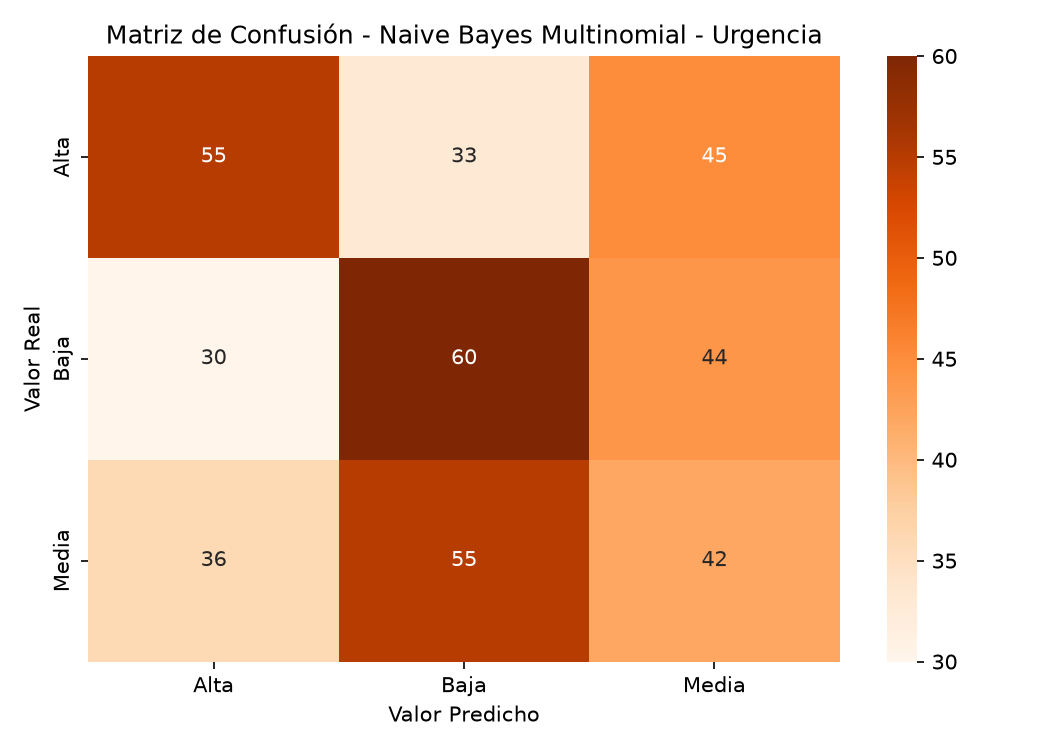 Matriz de Confusión - Naive Bayes Multinomial - Urgencia
Valor Real
Alta
55
33
45
Baja
30
60
44
Media
36
55
42
Alta
Baja
Media
Valor Predicho
60
55
50
45
40
35
30